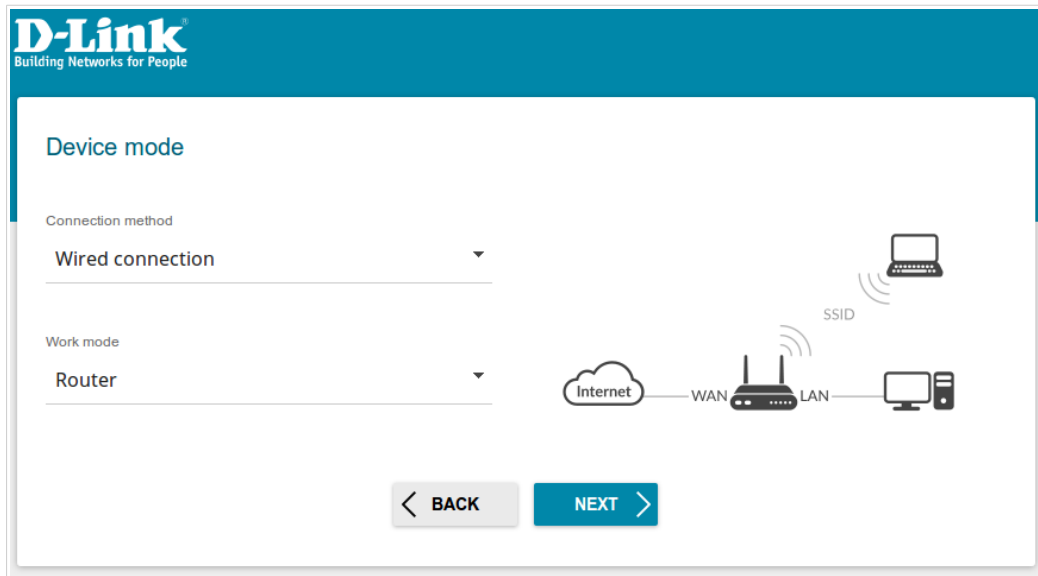 D-Link®
Building Networks for People
Device mode
Connection method
Wired connection
Work mode
Router
SSID
Internet
WAN
LAN
BACK
NEXT